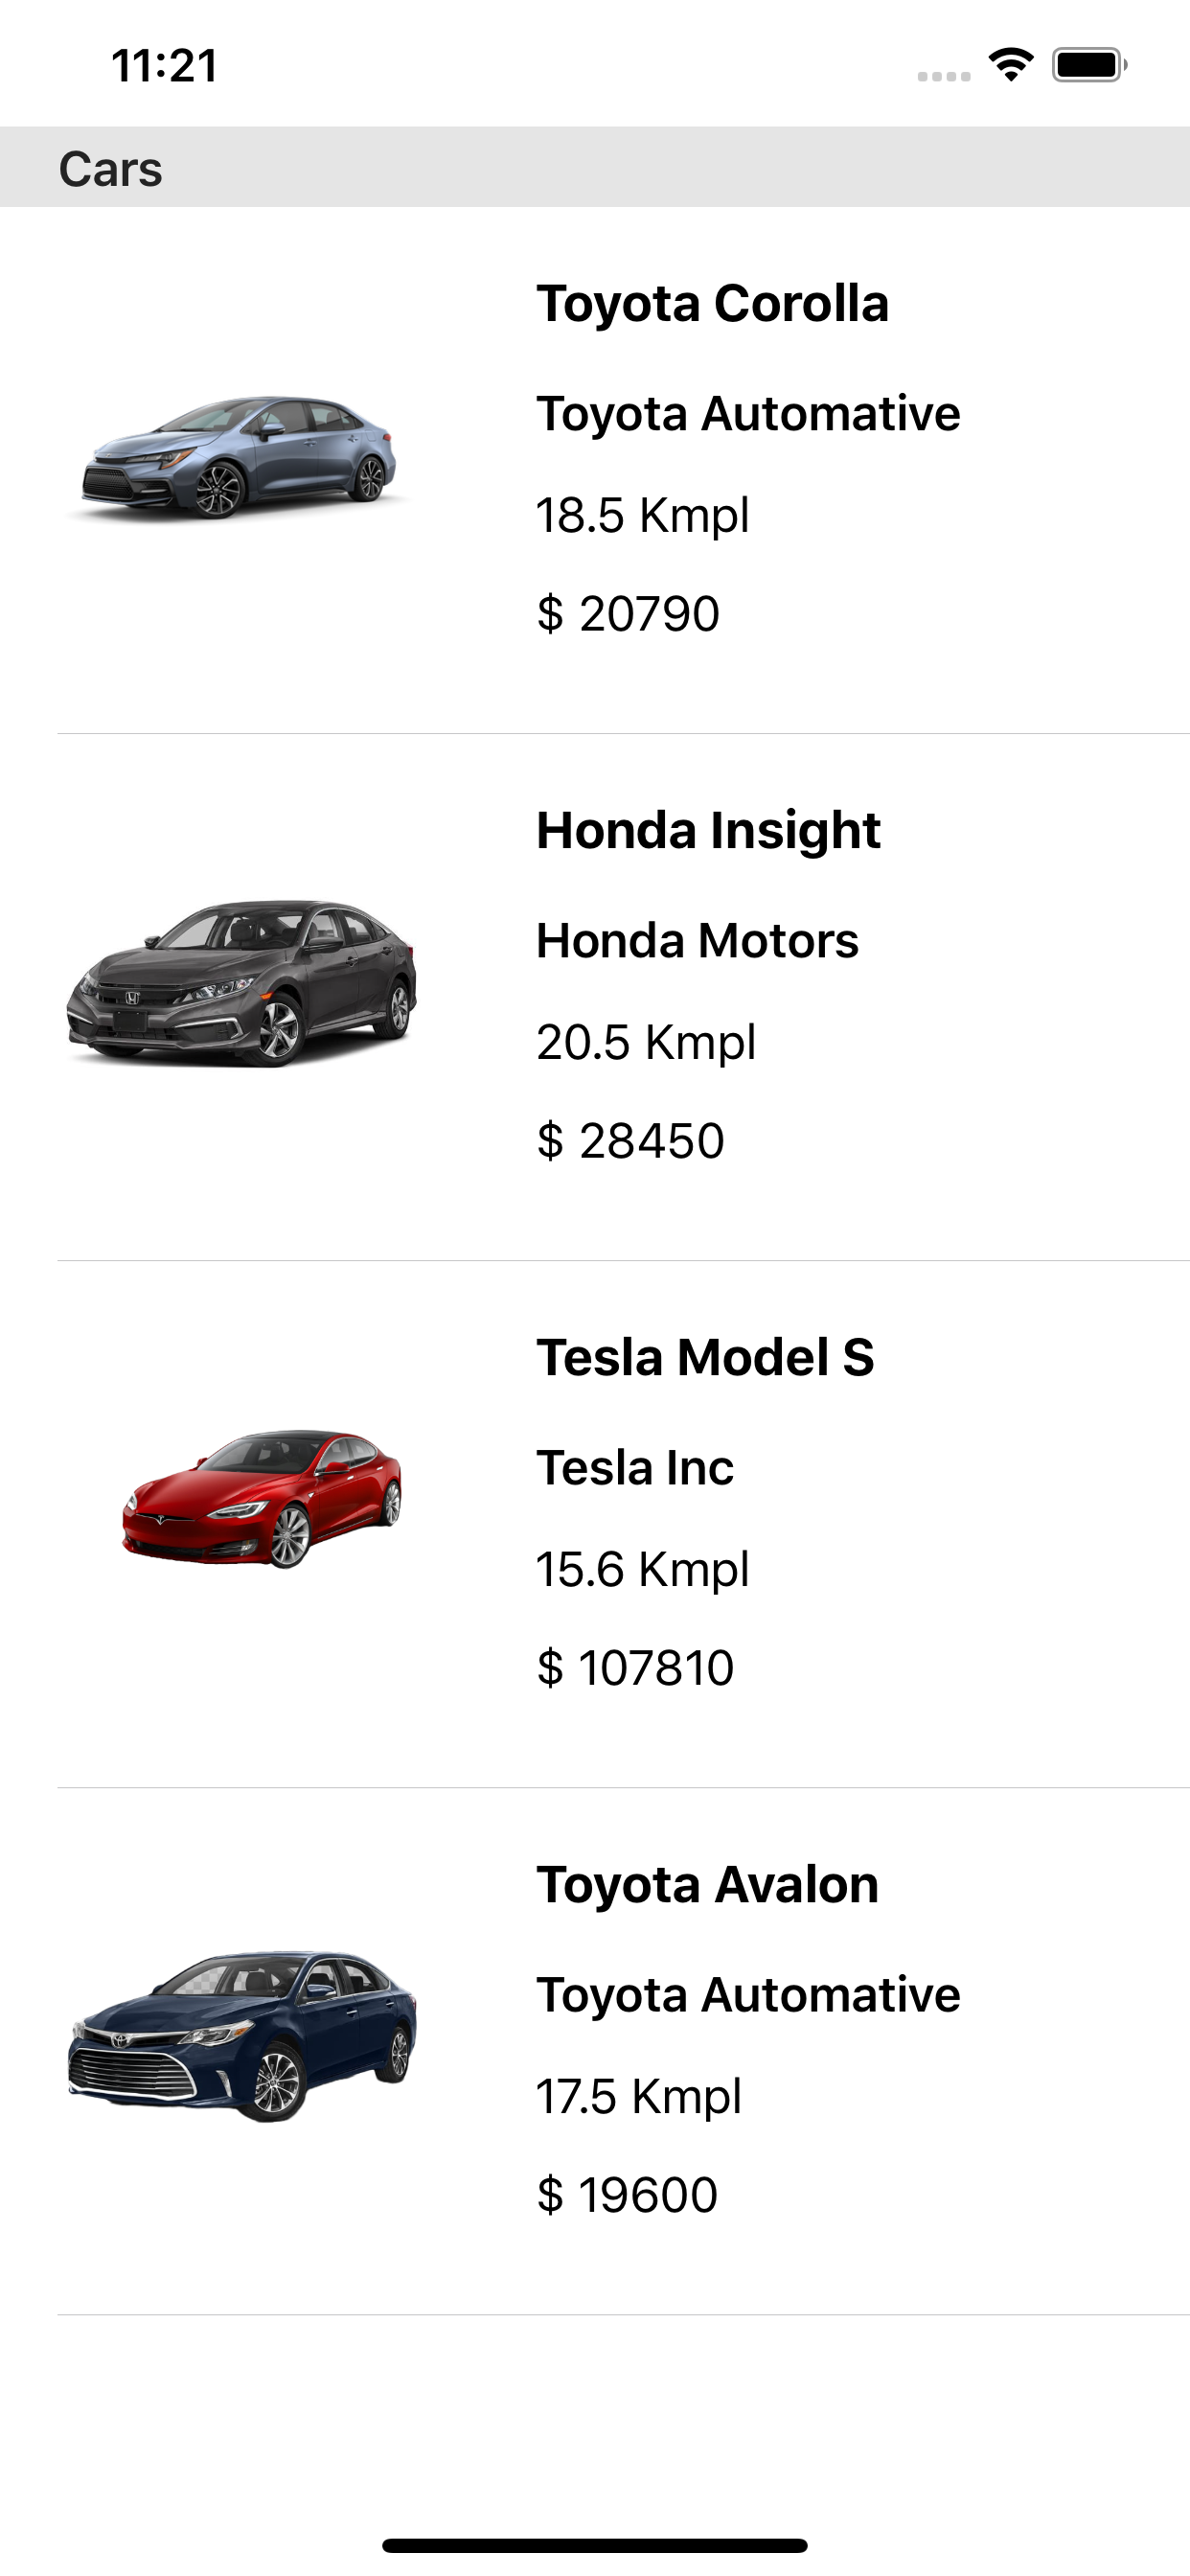 11:21
Cars
Toyota Corolla
Toyota Automative
18.5 Kmpl
$ 20790
Honda Insight
Honda Motors
20.5 Kmpl
$ 28450
Tesla Model S
Tesla Inc
15.6 Kmpl
$ 107810
Toyota Avalon
Toyota Automative
17.5 Kmpl
$ 19600